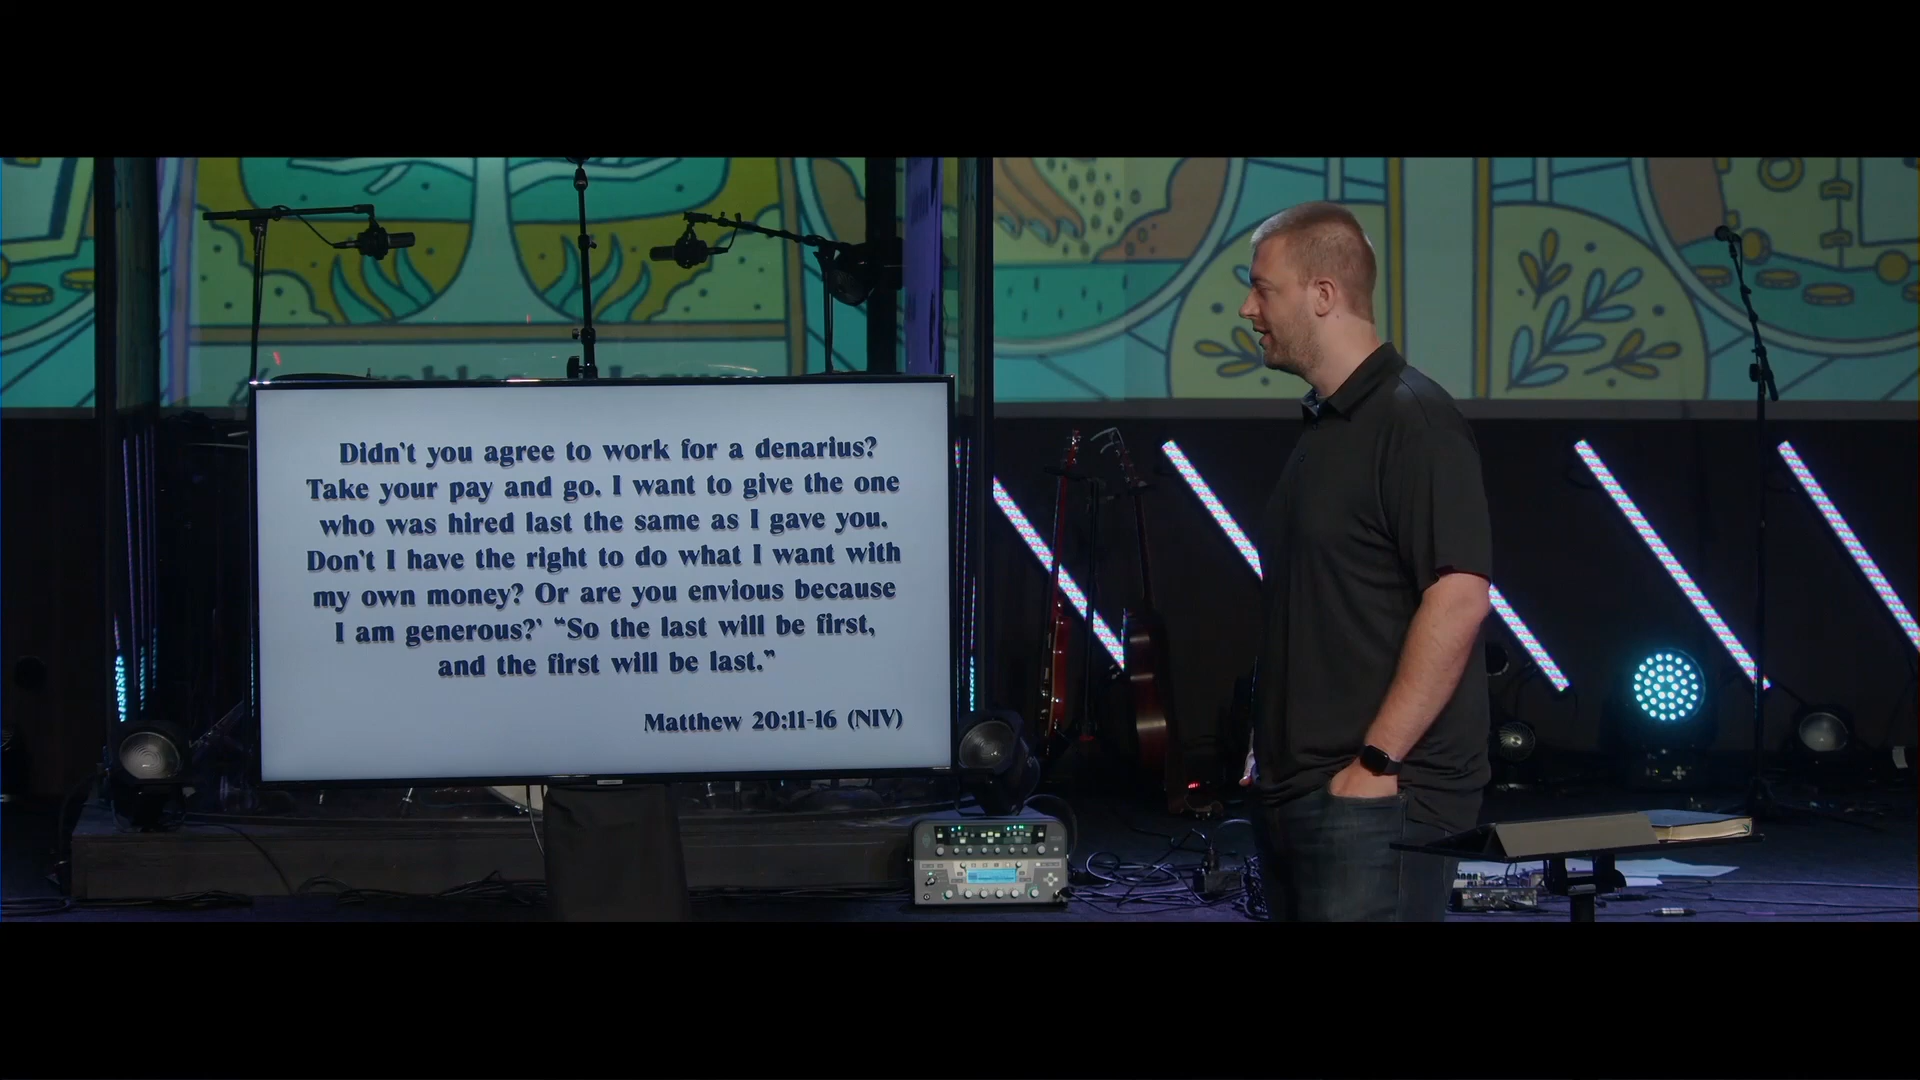 Didn't you agree to work for a denarius?
Take your pay and go. I want to give the one
who was hired last the same as I gave you.
Don't I have the right to do what I want with
my own money? Or are you envious because
I am generous?' "So the last will be first,
and the first will be last."
Matthew 20:11-16 (NIV)